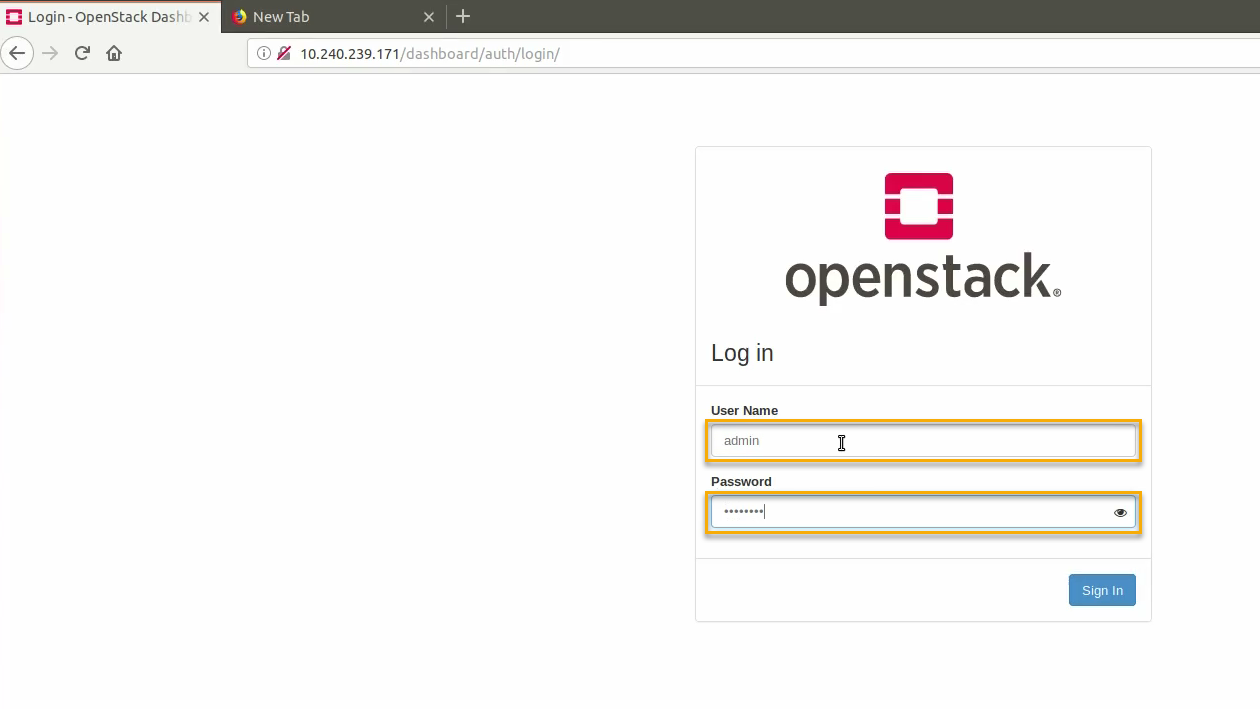 Login - OpenStack Dashb
New Tab
10.240.239.171/dashboard/auth/login/
openstack®
Log in
User Name
admin
Password
••••••••
Sign In